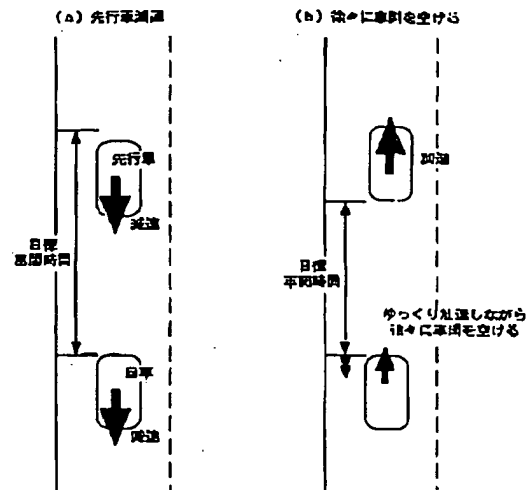 (a) 先行車減速
(b) 徐々に車間を空ける
先行車
減速
目標
車間時間
自車
減速
加速
目標
車間時間
ゆっくり加速しながら
徐々に車間を空ける